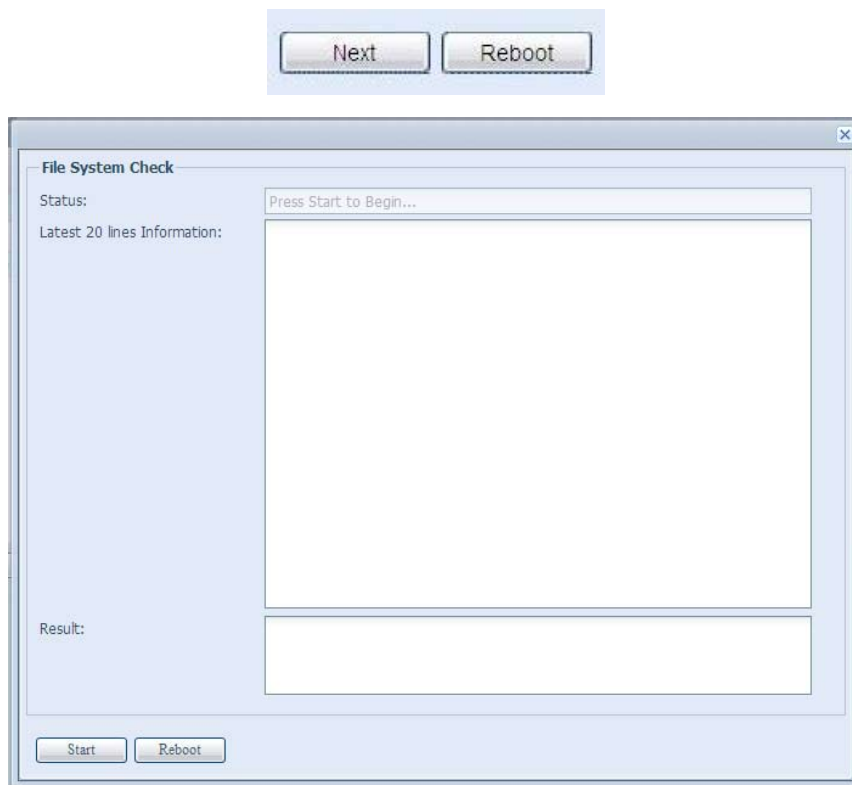 Next Reboot
File System Check
Status: Press Start to Begin...
Latest 20 lines Information:
Result:
Start Reboot